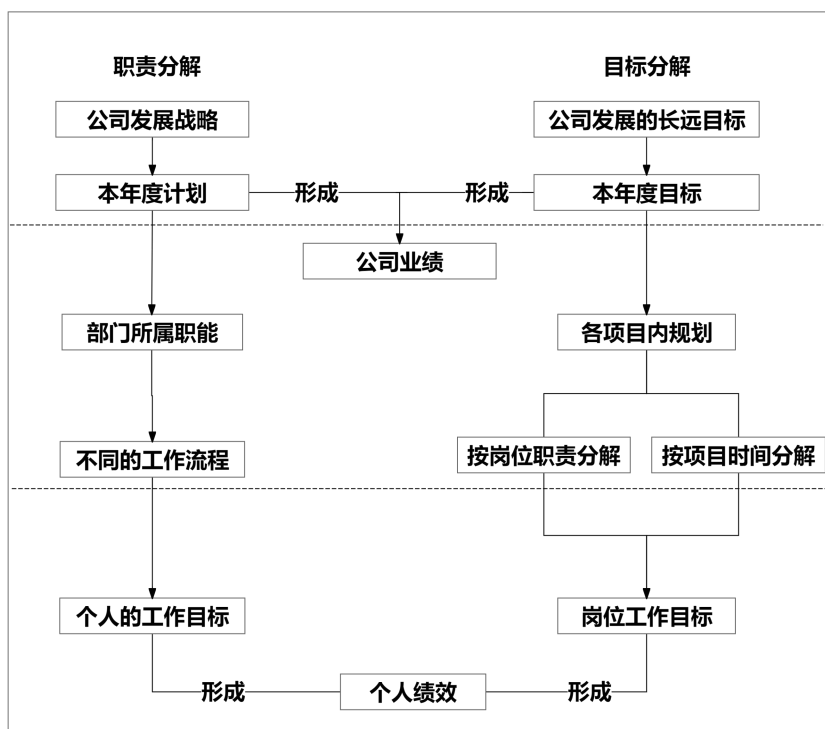 职责分解
目标分解
公司发展战略
公司发展的长远目标
本年度计划
形成
形成
本年度目标
公司业绩
部门所属职能
各项目内规划
不同的工作流程
按岗位职责分解
按项目时间分解
个人的工作目标
岗位工作目标
形成
个人绩效
形成